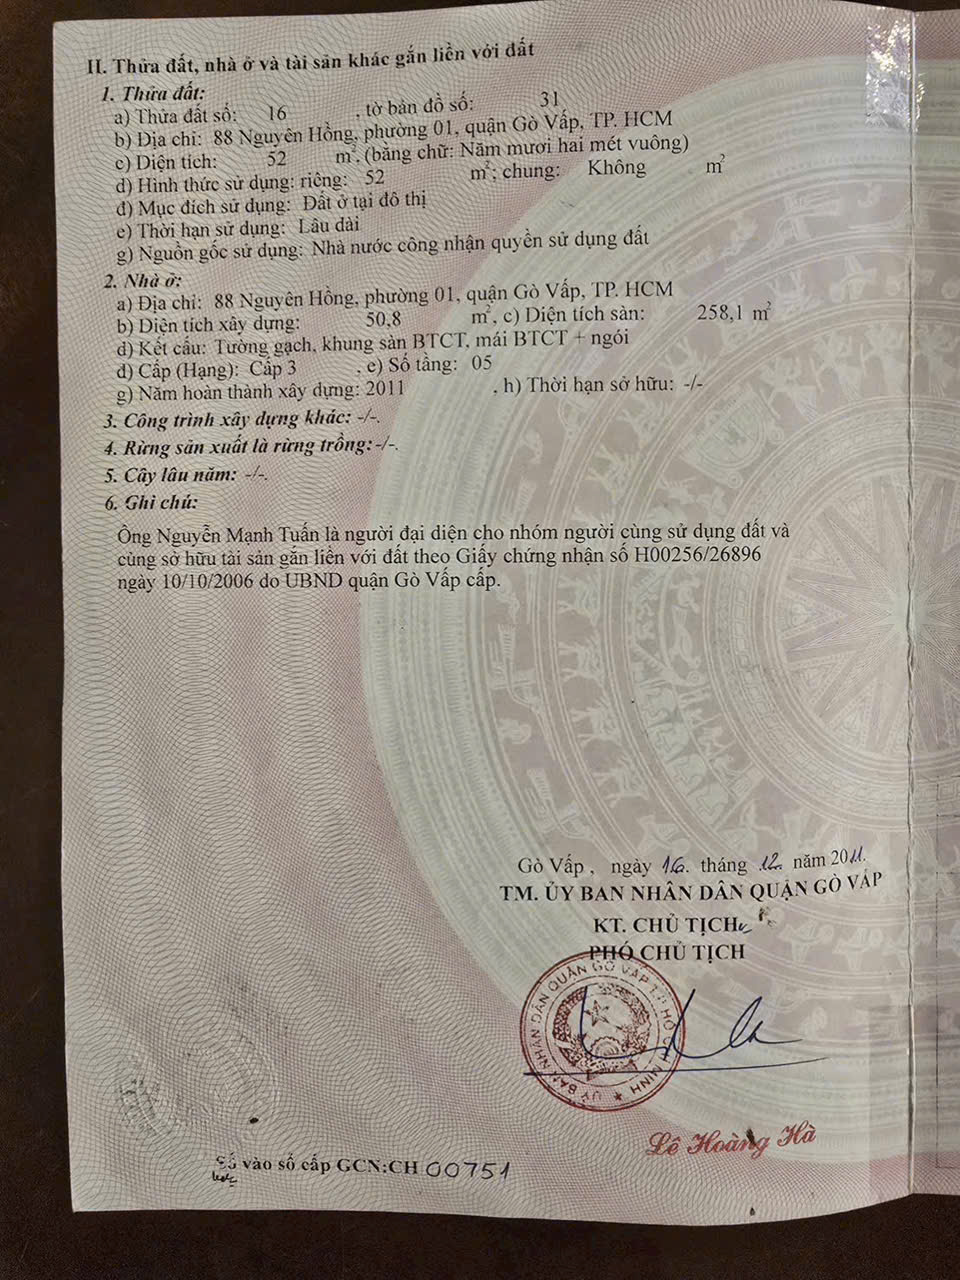 II. Thửa đất, nhà ở và tài sản khác gắn liền với đất
1. Thửa đất:
a) Thửa đất số: 16 , tờ bản đồ số: 31
b) Địa chỉ: 88 Nguyên Hồng, phường 01, quận Gò Vấp, TP. HCM
c) Diện tích: 52 m², (bằng chữ: Năm mươi hai mét vuông)
d) Hình thức sử dụng: riêng: 52 m²; chung: Không m²
đ) Mục đích sử dụng: Đất ở tại đô thị
e) Thời hạn sử dụng: Lâu dài
g) Nguồn gốc sử dụng: Nhà nước công nhận quyền sử dụng đất
2. Nhà ở:
a) Địa chỉ: 88 Nguyên Hồng, phường 01, quận Gò Vấp, TP. HCM
b) Diện tích xây dựng: 50,8 m², c) Diện tích sàn: 258,1 m²
d) Kết cấu: Tường gạch, khung sàn BTCT, mái BTCT + ngói
đ) Cấp (Hạng): Cấp 3 , e) Số tầng: 05
g) Năm hoàn thành xây dựng: 2011 , h) Thời hạn sở hữu: -/-
3. Công trình xây dựng khác: -/-.
4. Rừng sản xuất là rừng trồng:-/-.
5. Cây lâu năm: -/-.
6. Ghi chú:
Ông Nguyễn Mạnh Tuấn là người đại diện cho nhóm người cùng sử dụng đất và
cùng sở hữu tài sản gắn liền với đất theo Giấy chứng nhận số H00256/26896
ngày 10/10/2006 do UBND quận Gò Vấp cấp.
Gò Vấp , ngày 16. tháng .12. năm 2011.
TM. ỦY BAN NHÂN DÂN QUẬN GÒ VẤP
KT. CHỦ TỊCH
PHÓ CHỦ TỊCH
ỦY BAN NHÂN DÂN QUẬN GÒ VẤP T.P HỒ CHÍ MINH
Lê Hoàng Hà
Số vào sổ cấp GCN:CH 00751